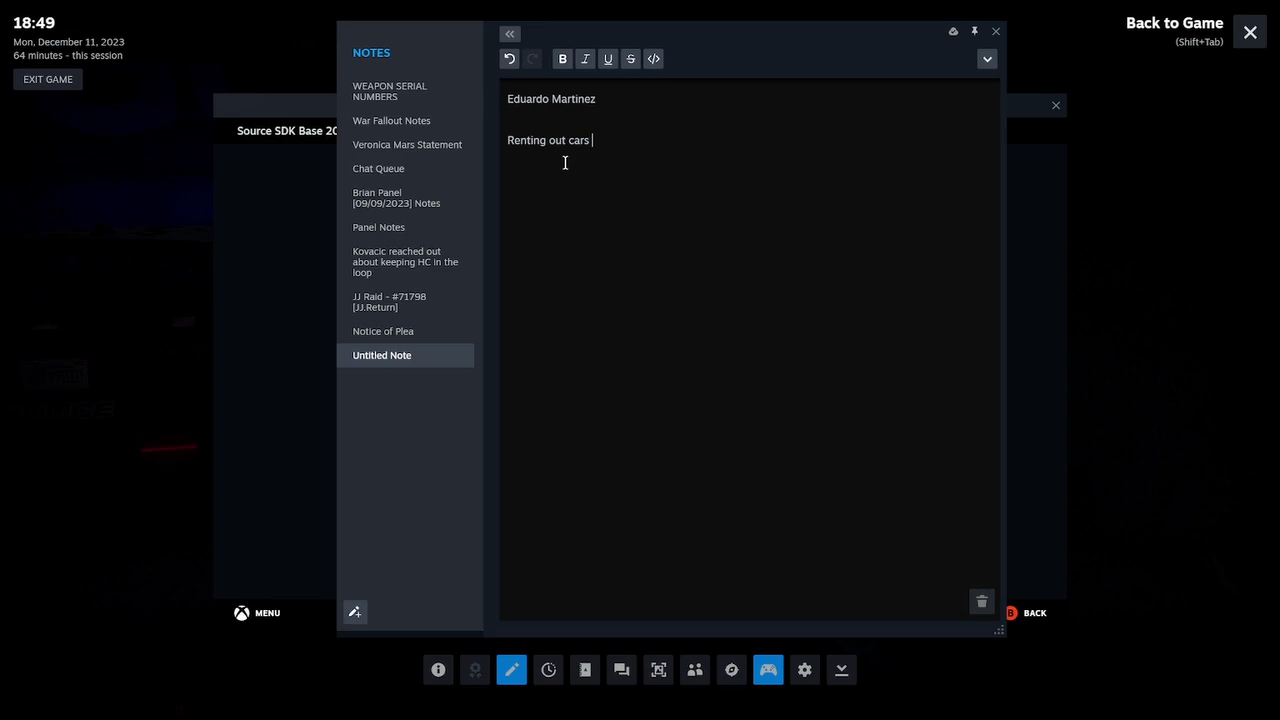 18:49
Mon, December 11, 2023
64 minutes - this session
EXIT GAME
Back to Game
(Shift+Tab)
Source SDK Base 20
NOTES
WEAPON SERIAL
NUMBERS
War Fallout Notes
Veronica Mars Statement
Chat Queue
Brian Panel
[09/09/2023] Notes
Panel Notes
Kovacic reached out
about keeping HC in the
loop
JJ Raid - #71798
[JJ.Return]
Notice of Plea
Untitled Note
B I U S </>
Eduardo Martinez
Renting out cars
MENU
B BACK